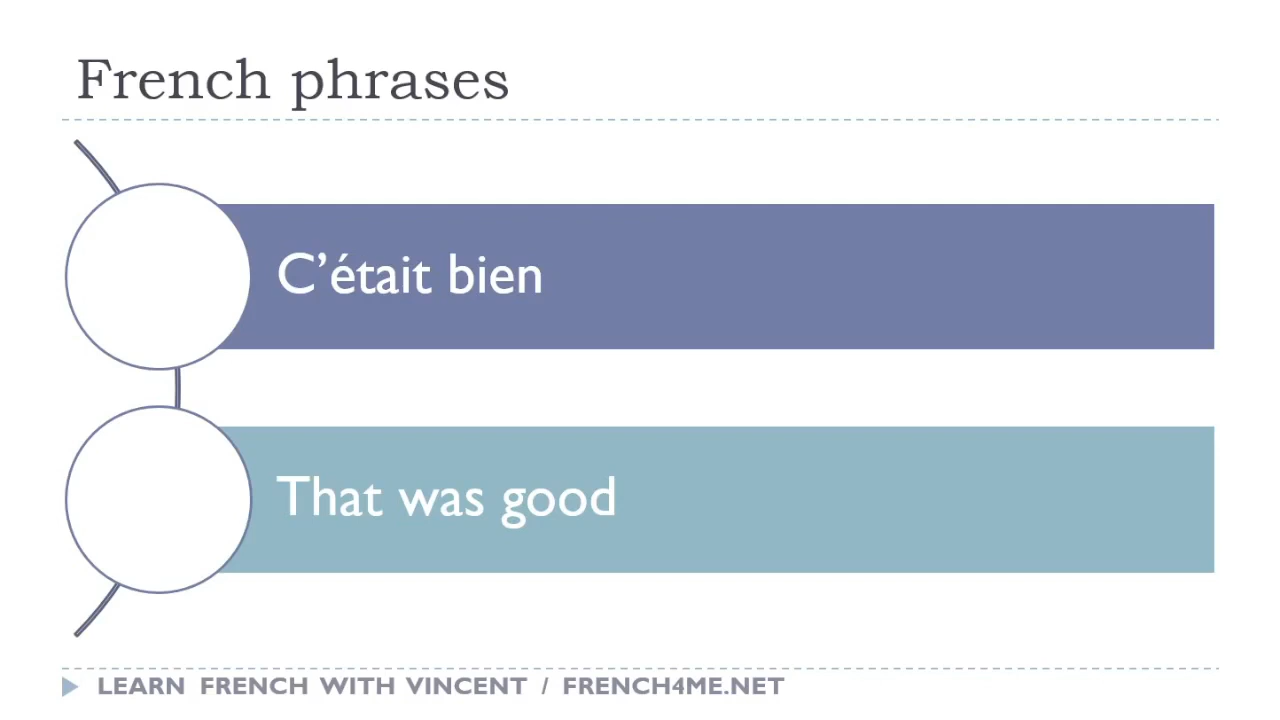 French phrases
C’était bien
That was good
LEARN FRENCH WITH VINCENT / FRENCH4ME.NET